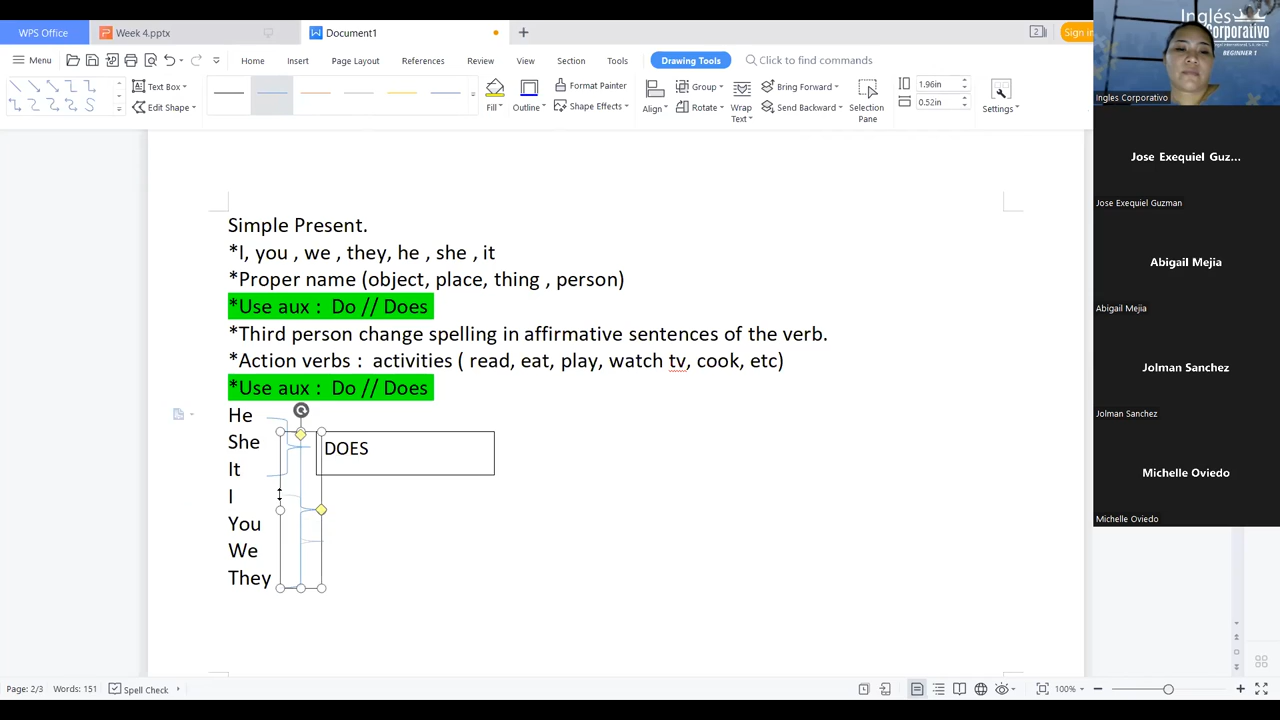 WPS Office
Week 4.pptx
Document1
2
Sign in
Menu
Home
Insert
Page Layout
References
Review
View
Section
Tools
Drawing Tools
Click to find commands
Text Box
Edit Shape
Fill
Outline
Format Painter
Shape Effects
Align
Group
Rotate
Wrap Text
Bring Forward
Send Backward
Selection Pane
1.96in
0.52in
Settings
Simple Present.
*I, you , we , they, he , she , it
*Proper name (object, place, thing , person)
*Use aux : Do // Does
*Third person change spelling in affirmative sentences of the verb.
*Action verbs : activities ( read, eat, play, watch tv, cook, etc)
*Use aux : Do // Does
He
She
It
I
You
We
They
DOES
Page: 2/3
Words: 151
Spell Check
100%
Inglés
Corporativo
BEGINNER 1
Ingles Corporativo
Jose Exequiel Guz...
Jose Exequiel Guzman
Abigail Mejia
Abigail Mejia
Jolman Sanchez
Jolman Sanchez
Michelle Oviedo
Michelle Oviedo